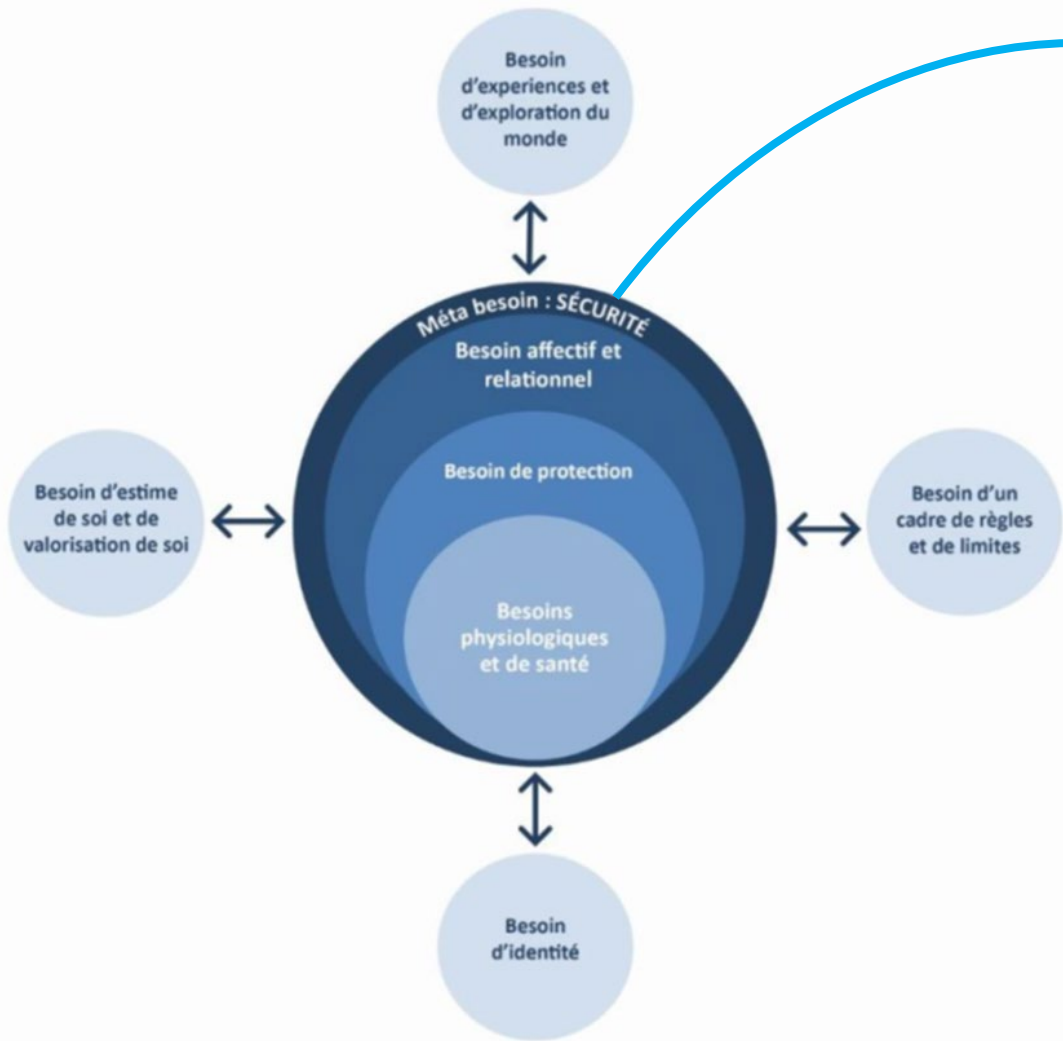 Besoin
d'experiences et
d'exploration du
monde
Méta besoin : SÉCURITÉ
Besoin affectif et
relationnel
Besoin de protection
Besoins
physiologiques
et de santé
Besoin d'estime
de soi et de
valorisation de soi
Besoin d'un
cadre de règles
et de limites
Besoin
d'identité